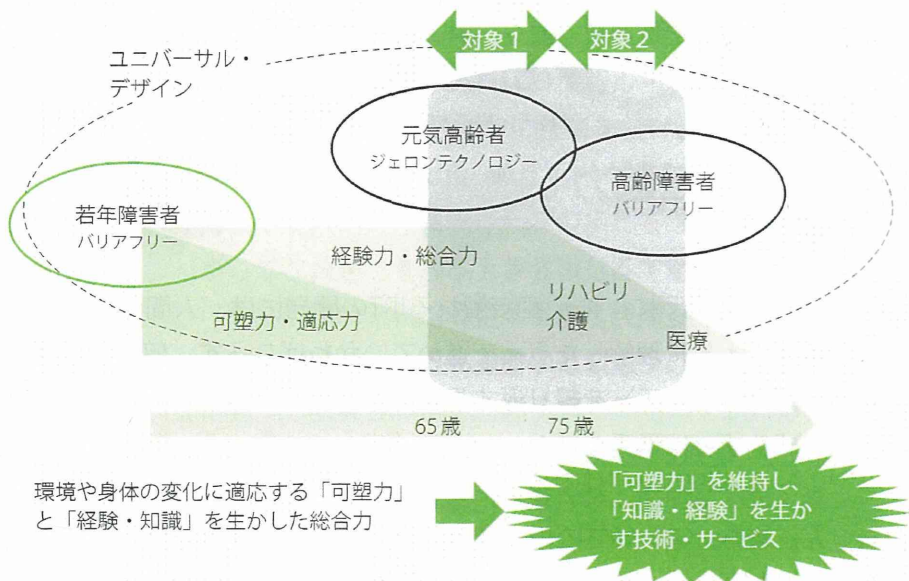 対象1
対象2
ユニバーサル・
デザイン
元気高齢者
ジェロンテクノロジー
高齢障害者
バリアフリー
若年障害者
バリアフリー
経験力・総合力
リハビリ
介護
可塑力・適応力
医療
65歳
75歳
環境や身体の変化に適応する「可塑力」
と「経験・知識」を生かした総合力
「可塑力」を維持し、
「知識・経験」を生か
す技術・サービス